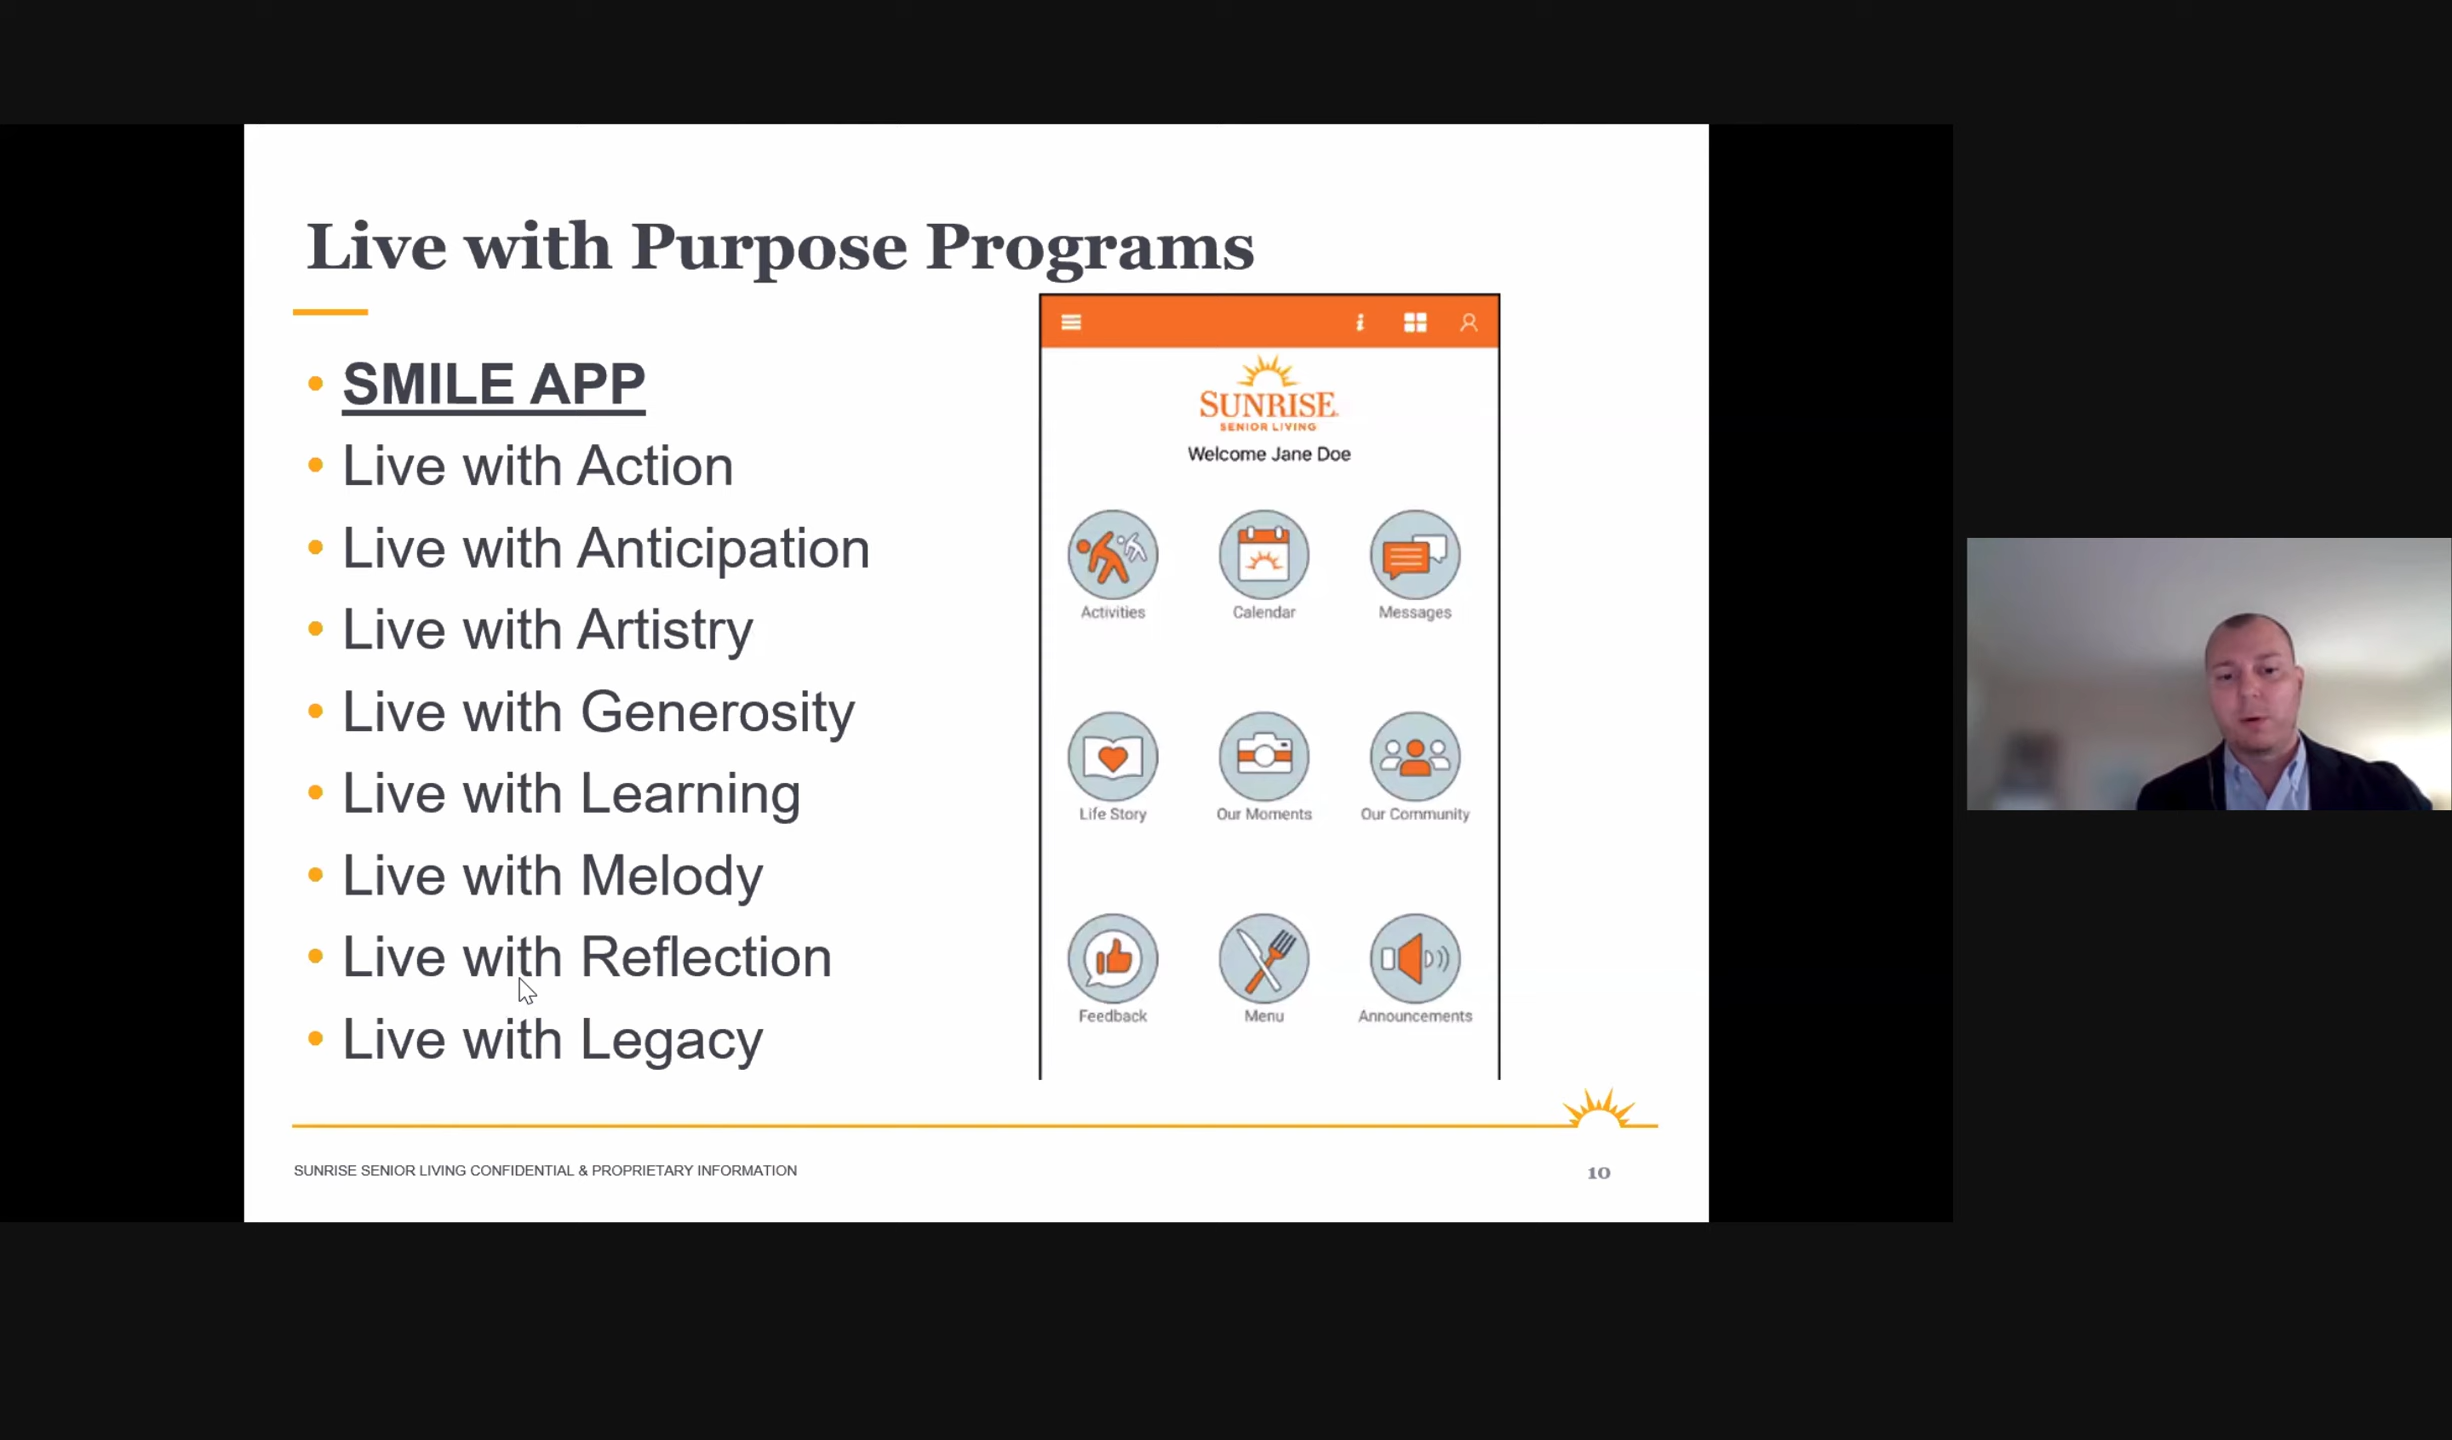 Live with Purpose Programs
• SMILE APP
• Live with Action
• Live with Anticipation
• Live with Artistry
• Live with Generosity
• Live with Learning
• Live with Melody
• Live with Reflection
• Live with Legacy
SUNRISE
SENIOR LIVING
Welcome Jane Doe
Activities
Calendar
Messages
Life Story
Our Moments
Our Community
Feedback
Menu
Announcements
SUNRISE SENIOR LIVING CONFIDENTIAL & PROPRIETARY INFORMATION
10